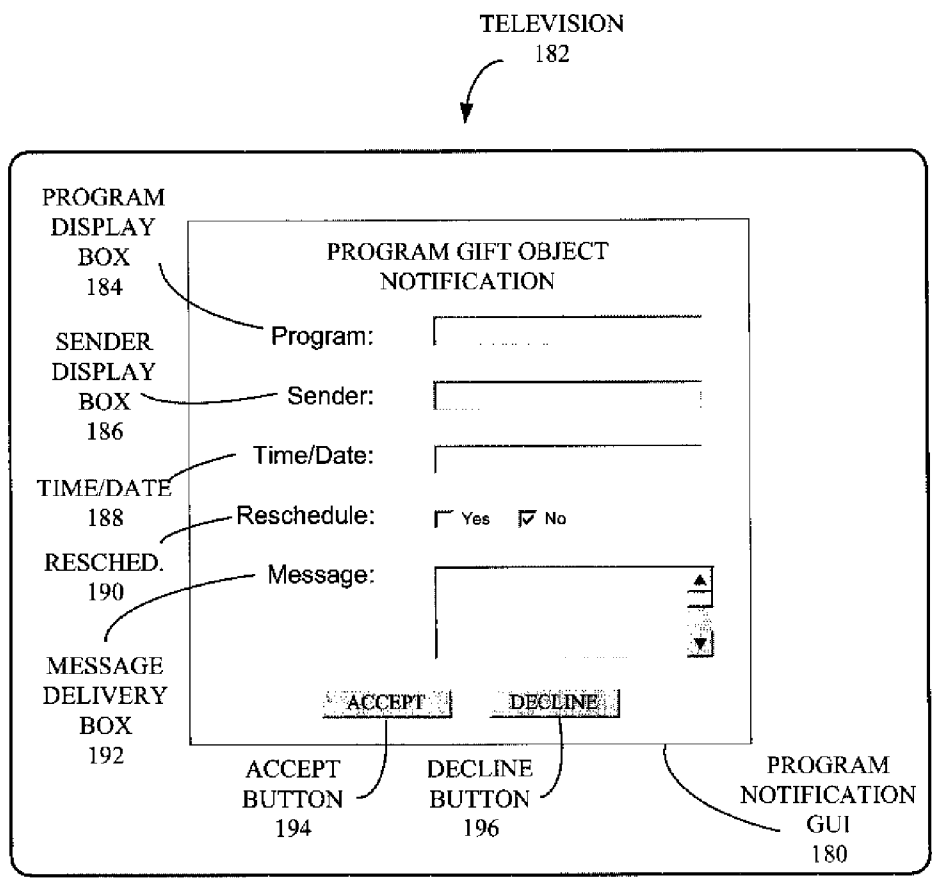 TELEVISION
182
PROGRAM
DISPLAY
BOX
184
PROGRAM GIFT OBJECT
NOTIFICATION
Program:
SENDER
DISPLAY
BOX
186
Sender:
Time/Date:
TIME/DATE
188
Reschedule:
Yes
No
RESCHED.
190
Message:
MESSAGE
DELIVERY
BOX
192
ACCEPT
DECLINE
ACCEPT
BUTTON
194
DECLINE
BUTTON
196
PROGRAM
NOTIFICATION
GUI
180